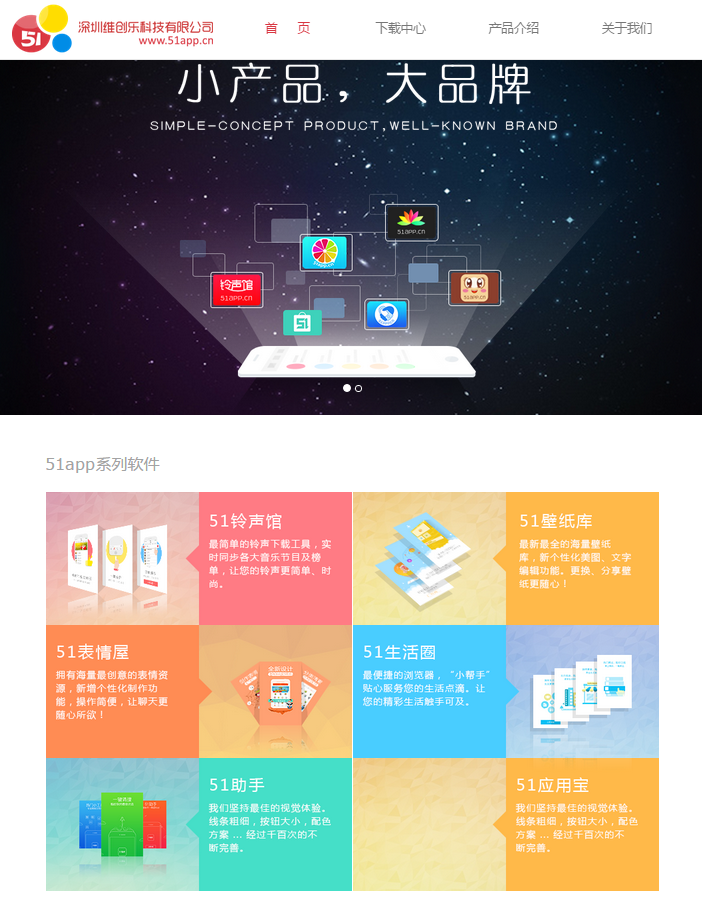 51
深圳维创乐科技有限公司
www.51app.cn
首 页
下载中心
产品介绍
关于我们
小产品，大品牌
SIMPLE-CONCEPT PRODUCT,WELL-KNOWN BRAND
51app.cn
51app.cn
铃声馆
51app.cn
51app.cn
51
51app系列软件
51铃声馆
最简单的铃声下载工具，实
时同步各大音乐节目及榜
单，让您的铃声更简单、时
尚。
51壁纸库
最新最全的海量壁纸
库，新个性化美图、文字
编辑功能。更换、分享壁
纸更随心！
51表情屋
拥有海量最创意的表情资
源，新增个性化制作功
能，操作简便，让聊天更
随心所欲！
全新设计
51生活圈
最便捷的浏览器，“小帮手”
贴心服务您的生活点滴。让
您的精彩生活触手可及。
一键清理
51助手
我们坚持最佳的视觉体验。
线条粗细，按钮大小，配色
方案 ... 经过千百次的不
断完善。
51应用宝
我们坚持最佳的视觉体验。
线条粗细，按钮大小，配色
方案 ... 经过千百次的不
断完善。